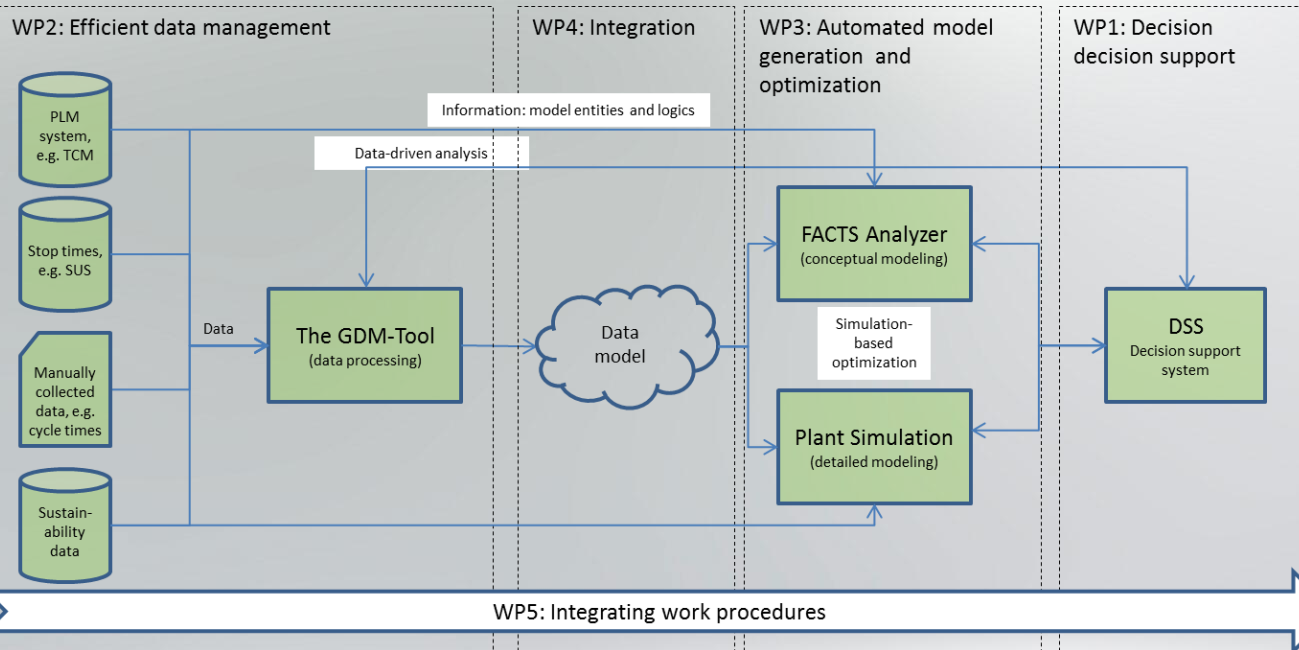 WP2: Efficient data management
WP4: Integration
WP3: Automated model
generation and
optimization
WP1: Decision
decision support
PLM
system,
e.g. TCM
Information: model entities and logics
Data-driven analysis
Stop times,
e.g. SUS
FACTS Analyzer
(conceptual modeling)
Data
The GDM-Tool
(data processing)
Data
model
Simulation-
based
optimization
DSS
Decision support
system
Manually
collected
data, e.g.
cycle times
Plant Simulation
(detailed modeling)
Sustain-
ability
data
WP5: Integrating work procedures